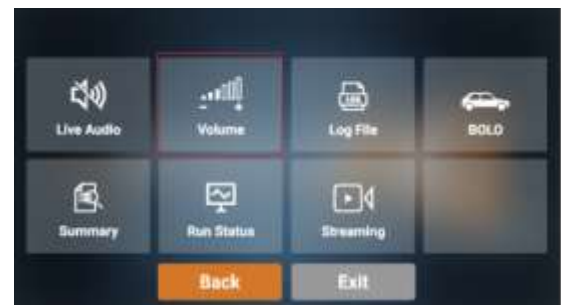 Live Audio
Volume
Log File
BOLO
Summary
Run Status
Streaming
Back
Exit